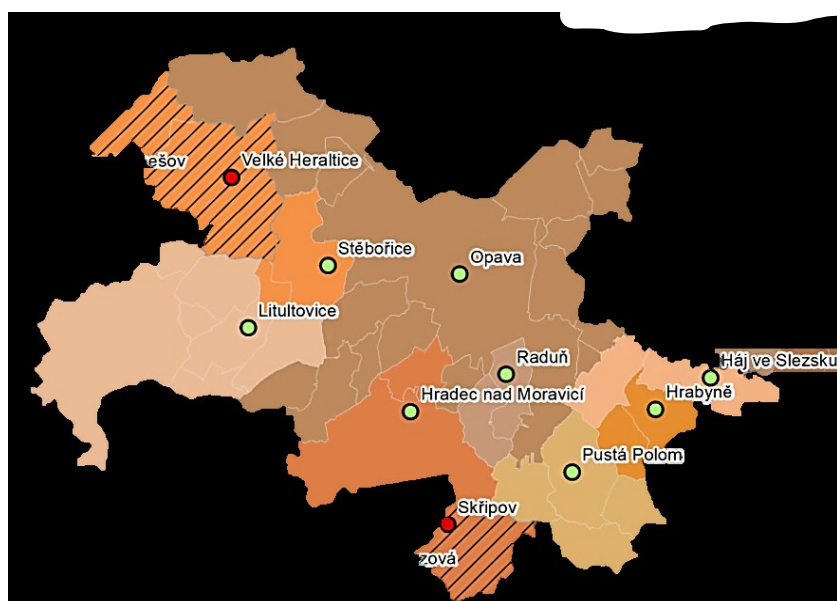 ešov
Velké Heraltice
Stěbořice
Opava
Litultovice
Raduň
Háj ve Slezsku
Hradec nad Moravicí
Hrabyně
Pustá Polom
Skřipov
zová